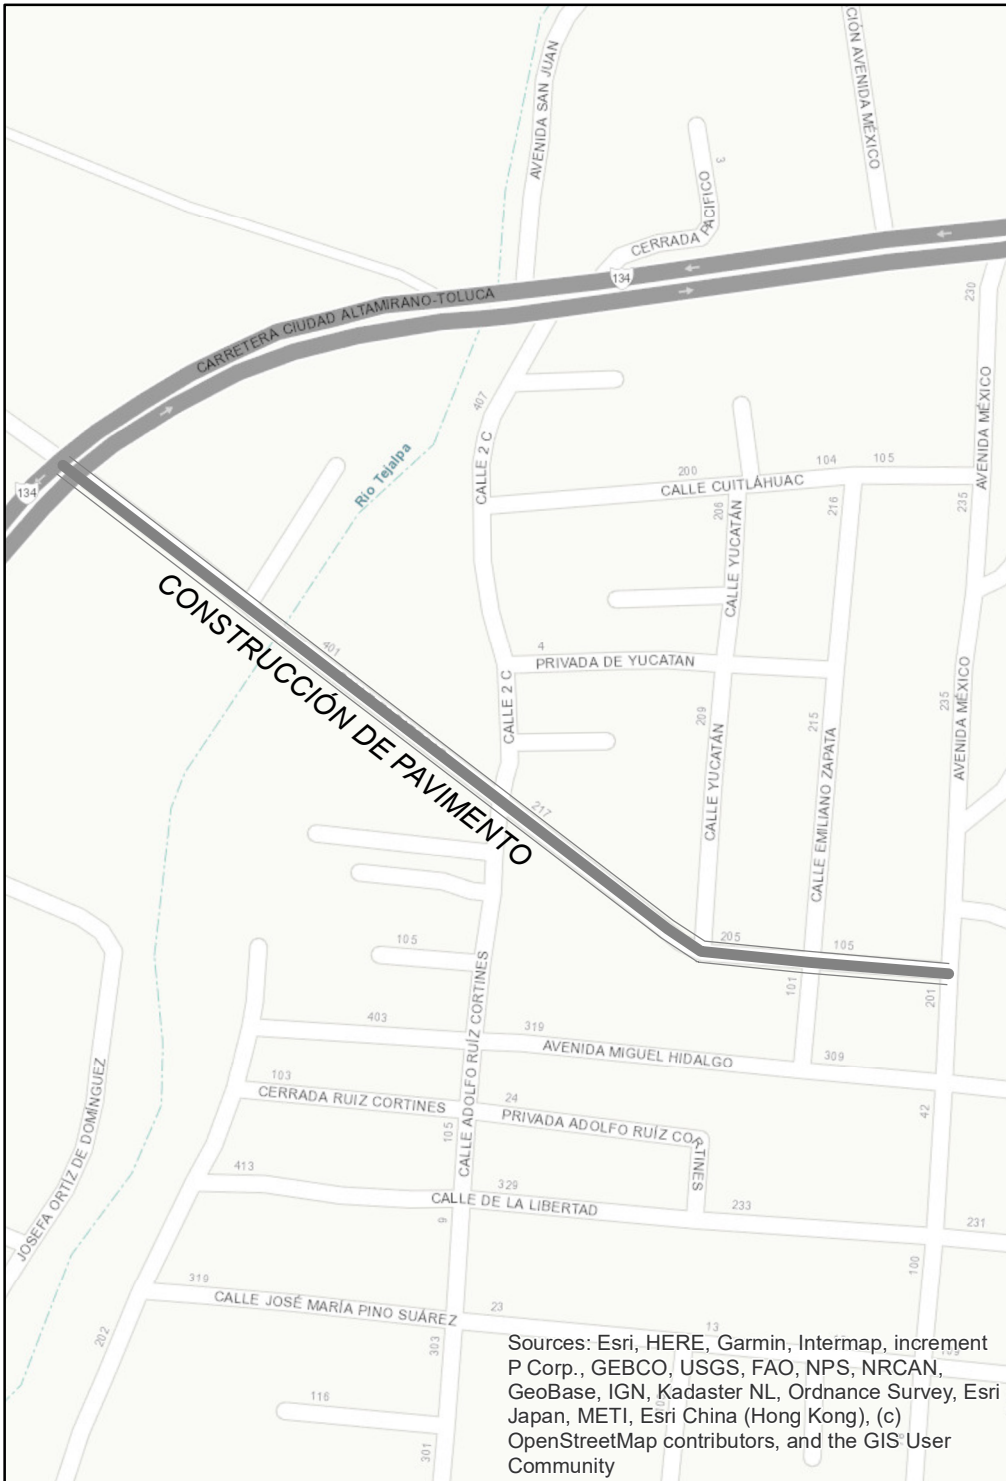 CIÓN AVENIDA MÉXICO
AVENIDA SAN JUAN
3
CERRADA PACIFICO
134
230
CARRETERA CIUDAD ALTAMIRANO-TOLUCA
407
AVENIDA MÉXICO
Río Tejalpa
CALLE 2 C
200
104
105
CALLE CUITLÁHUAC
134
206
216
235
CALLE YUCATÁN
401
4
PRIVADA DE YUCATAN
CONSTRUCCIÓN DE PAVIMENTO
CALLE 2 C
209
215
235
AVENIDA MÉXICO
CALLE YUCATÁN
CALLE EMILIANO ZAPATA
217
205
105
105
101
201
CALLE ADOLFO RUÍZ CORTINES
403
319
AVENIDA MIGUEL HIDALGO
309
103
CERRADA RUIZ CORTINES
24
PRIVADA ADOLFO RUÍZ CORTINES
105
42
JOSEFA ORTÍZ DE DOMÍNGUEZ
413
329
CALLE DE LA LIBERTAD
233
231
9
100
319
CALLE JOSÉ MARÍA PINO SUÁREZ
23
13
202
303
116
301
Sources: Esri, HERE, Garmin, Intermap, increment
P Corp., GEBCO, USGS, FAO, NPS, NRCAN,
GeoBase, IGN, Kadaster NL, Ordnance Survey, Esri
Japan, METI, Esri China (Hong Kong), (c)
OpenStreetMap contributors, and the GIS User
Community